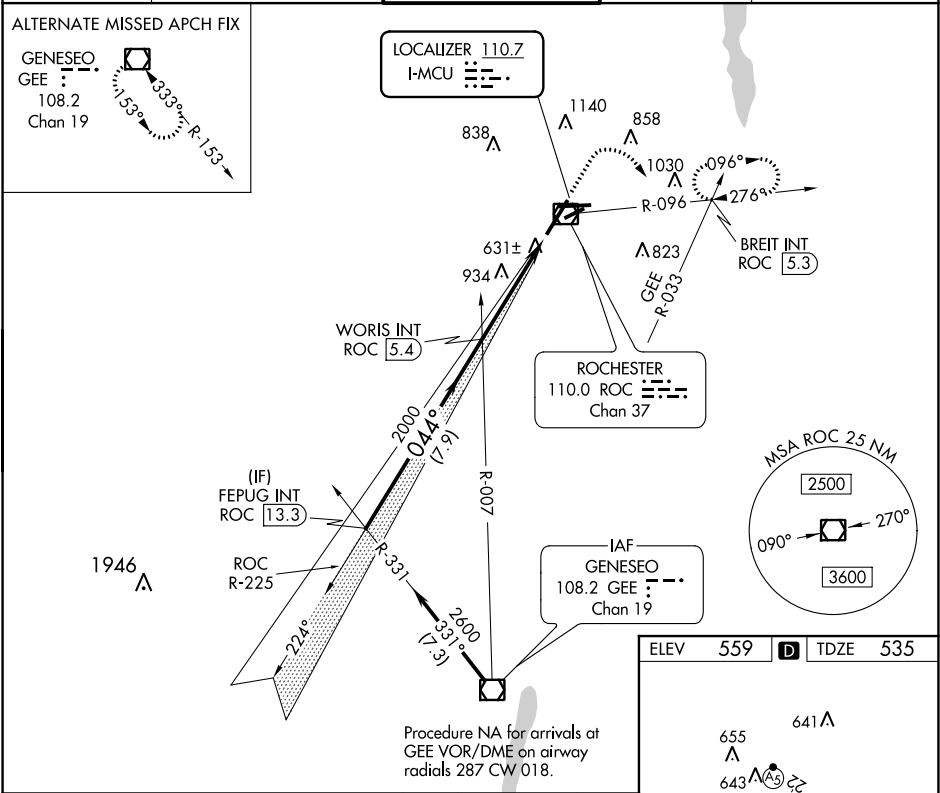 ALTERNATE MISSED APCH FIX
GENESEO
GEE
108.2
Chan 19
153°
333°
R-153
LOCALIZER 110.7
I-MCU
838
1140
858
1030
096°
276°
R-096
BREIT INT
ROC 5.3
823
GEE
R-033
631±
934
WORIS INT
ROC 5.4
ROCHESTER
110.0 ROC
Chan 37
2000
044°
(7.9)
R-007
MSA ROC 25 NM
2500
090°
270°
3600
(IF)
FEPUG INT
ROC 13.3
R-331
1946
ROC
R-225
224°
2600
331°
(7.3)
IAF
GENESEO
108.2 GEE
Chan 19
Procedure NA for arrivals at
GEE VOR/DME on airway
radials 287 CW 018.
ELEV 559 D TDZE 535
641
655
643
A5
22